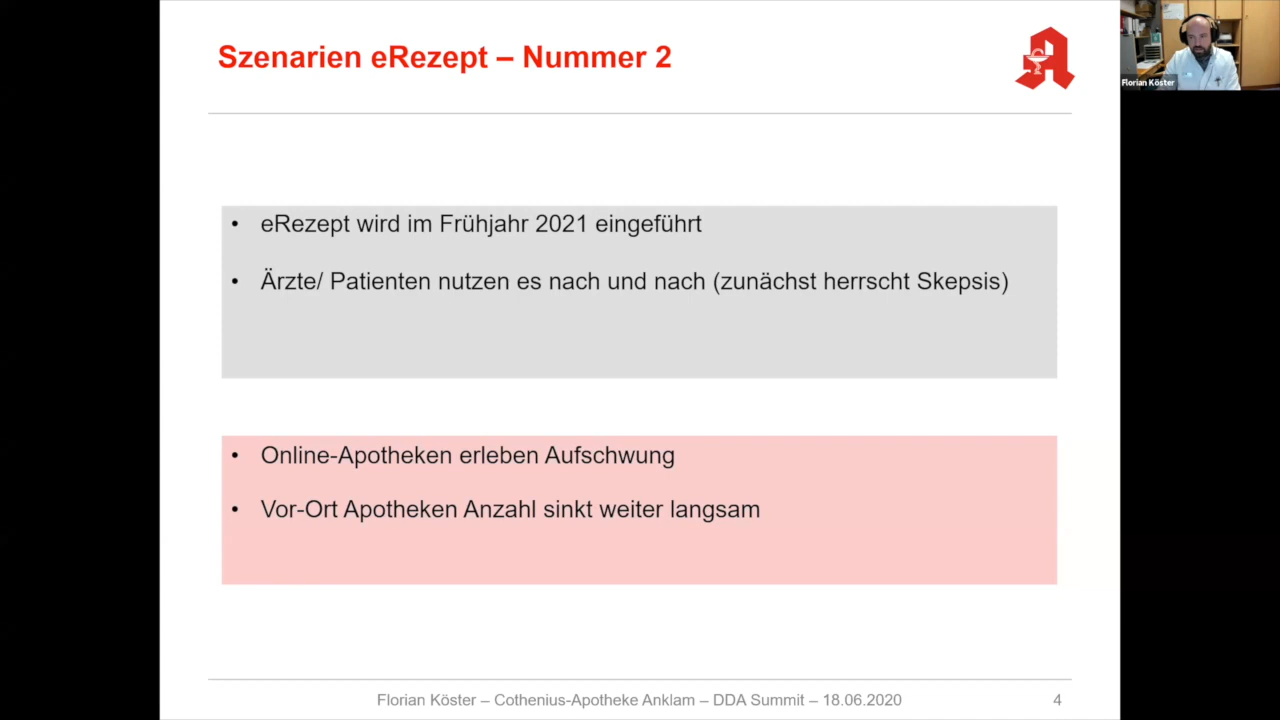 Szenarien eRezept – Nummer 2
Florian Köster
• eRezept wird im Frühjahr 2021 eingeführt
• Ärzte/ Patienten nutzen es nach und nach (zunächst herrscht Skepsis)
• Online-Apotheken erleben Aufschwung
• Vor-Ort Apotheken Anzahl sinkt weiter langsam
Florian Köster – Cothenius-Apotheke Anklam – DDA Summit – 18.06.2020
4